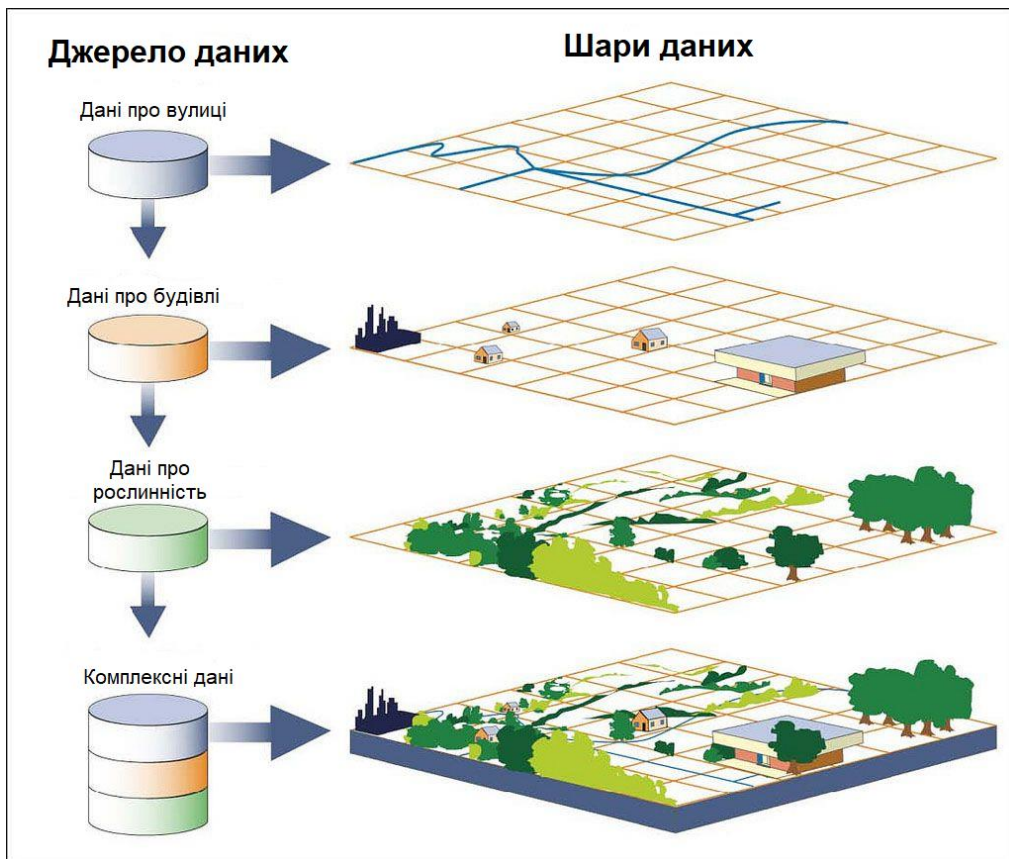 Джерело даних
Шари даних
Дані про вулиці
Дані про будівлі
Дані про
рослинність
Комплексні дані